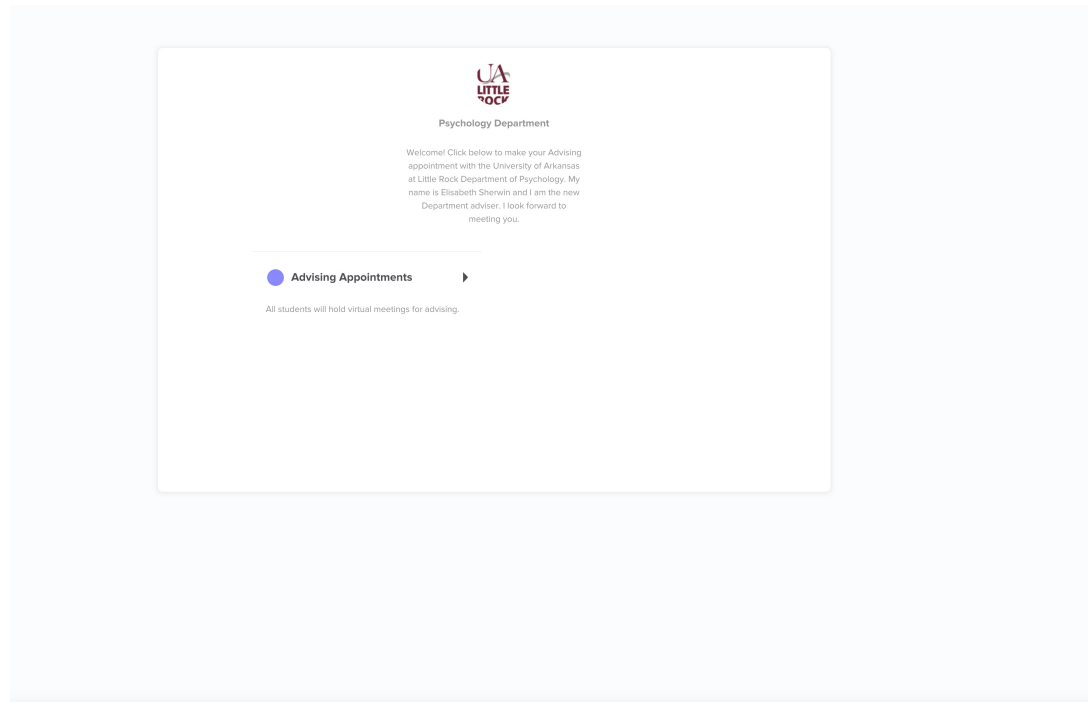 UA
LITTLE
ROCK
Psychology Department
Welcome! Click below to make your Advising
appointment with the University of Arkansas
at Little Rock Department of Psychology. My
name is Elisabeth Sherwin and I am the new
Department adviser. I look forward to
meeting you.
Advising Appointments
All students will hold virtual meetings for advising.